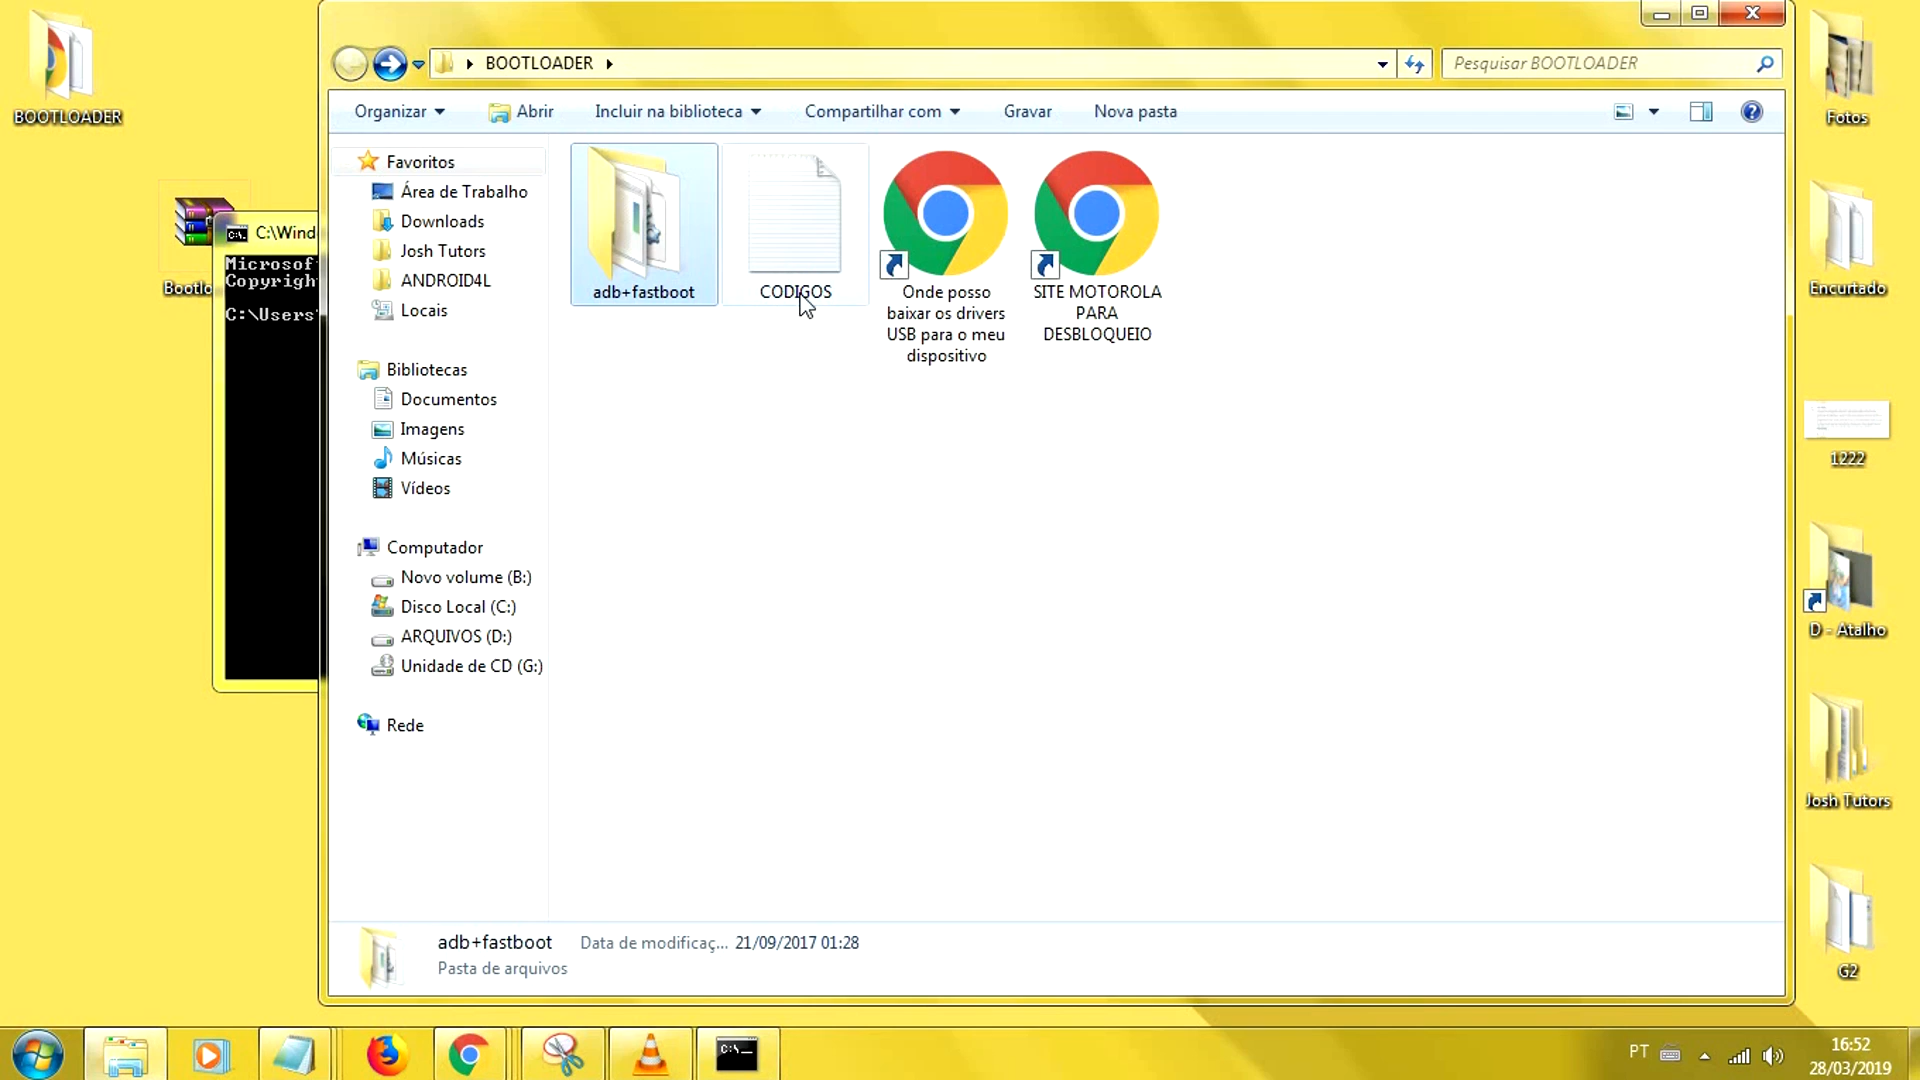 BOOTLOADER
BOOTLOADER
Pesquisar BOOTLOADER
Organizar
Abrir
Incluir na biblioteca
Compartilhar com
Gravar
Nova pasta
Favoritos
Área de Trabalho
Downloads
Josh Tutors
ANDROID4L
Locais
Bibliotecas
Documentos
Imagens
Músicas
Vídeos
Computador
Novo volume (B:)
Disco Local (C:)
ARQUIVOS (D:)
Unidade de CD (G:)
Rede
adb+fastboot
CODIGOS
Onde posso
baixar os drivers
USB para o meu
dispositivo
SITE MOTOROLA
PARA
DESBLOQUEIO
C:\Wind
Microsof
Copyrigh
C:\Users
Bootlo
Fotos
Encurtado
1222
D - Atalho
Josh Tutors
G2
adb+fastboot
Data de modificaç... 21/09/2017 01:28
Pasta de arquivos
C:\_
PT
16:52
28/03/2019